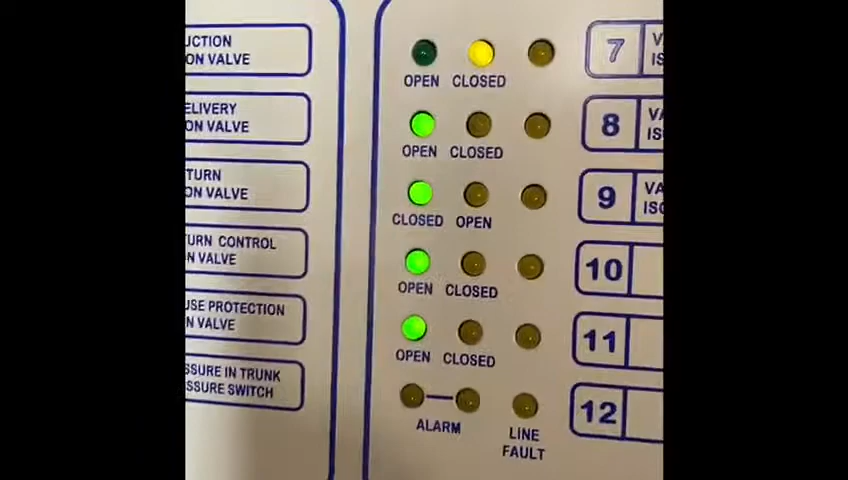 UCTION
ON VALVE
OPEN CLOSED
7
ELIVERY
ON VALVE
OPEN CLOSED
8
TURN
ON VALVE
CLOSED OPEN
9
TURN CONTROL
N VALVE
OPEN CLOSED
10
USE PROTECTION
N VALVE
OPEN CLOSED
11
SSURE IN TRUNK
SSURE SWITCH
ALARM
LINE
FAULT
12
VA
ISO